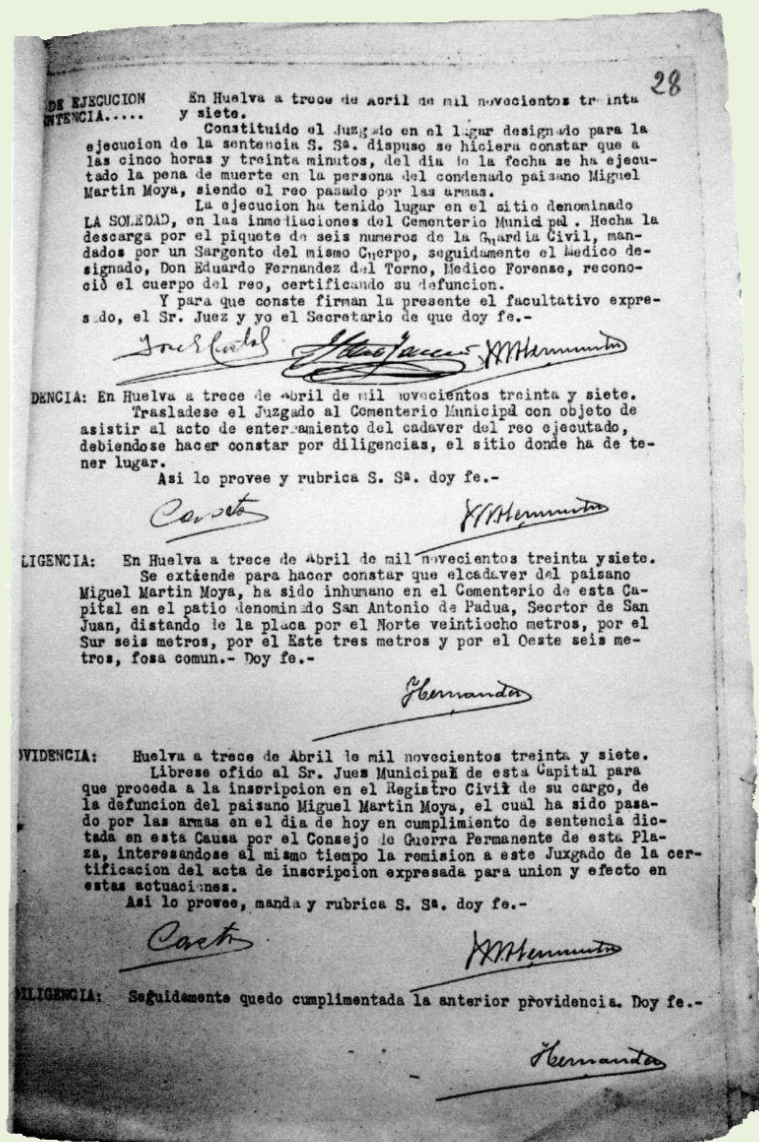 28
DE EJECUCION En Huelva a trece de Abril de mil novecientos treinta
NTENCIA..... y siete.
Constituido el Juzgado en el lugar designado para la
ejecucion de la sentencia S. Sª. dispuso se hiciera constar que a
las cinco horas y treinta minutos, del dia de la fecha se ha ejecu-
tado la pena de muerte en la persona del condenado paisano Miguel
Martin Moya, siendo el reo pasado por las armas.
La ejecucion ha tenido lugar en el sitio denominado
LA SOLEDAD, en las inmediaciones del Cementerio Municipal. Hecha la
descarga por el piquete de seis numeros de la Guardia Civil, man-
dados por un Sargento del mismo Cuerpo, seguidamente el Medico de-
signado, Don Eduardo Fernandez del Torno, Medico Forense, recono-
ció el cuerpo del reo, certificando su defuncion.
Y para que conste firman la presente el facultativo expre-
sado, el Sr. Juez y yo el Secretario de que doy fe.-
DENCIA: En Huelva a trece de Abril de mil novecientos treinta y siete.
Trasladese el Juzgado al Cementerio Municipal con objeto de
asistir al acto de enterramiento del cadaver del reo ejecutado,
debiendose hacer constar por diligencias, el sitio donde ha de te-
ner lugar.
Asi lo provee y rubrica S. Sª. doy fe.-
LIGENCIA: En Huelva a trece de Abril de mil novecientos treinta ysiete.
Se extiende para hacer constar que elcadaver del paisano
Miguel Martin Moya, ha sido inhumano en el Cementerio de esta Ca-
pital en el patio denominado San Antonio de Padua, Secrtor de San
Juan, distando de la placa por el Norte veintiocho metros, por el
Sur seis metros, por el Este tres metros y por el Oeste seis me-
tros, fosa comun.- Doy fe.-
Hernandez
OVIDENCIA: Huelva a trece de Abril de mil novecientos treinta y siete.
Librese ofido al Sr. Jues Municipal de esta Capital para
que proceda a la inscripcion en el Registro Civil de su cargo, de
la defuncion del paisano Miguel Martin Moya, el cual ha sido pasa-
do por las armas en el dia de hoy en cumplimiento de sentencia dic-
tada en esta Causa por el Consejo de Guerra Permanente de esta Pla-
za, interesandose al mismo tiempo la remision a este Juxgado de la cer-
tificacion del acta de inscripcion expresada para union y efecto en
estas actuaciones.
Asi lo provee, manda y rubrica S. Sª. doy fe.-
DILIGENCIA: Seguidamente quedo cumplimentada la anterior providencia. Doy fe.-
Hernandez